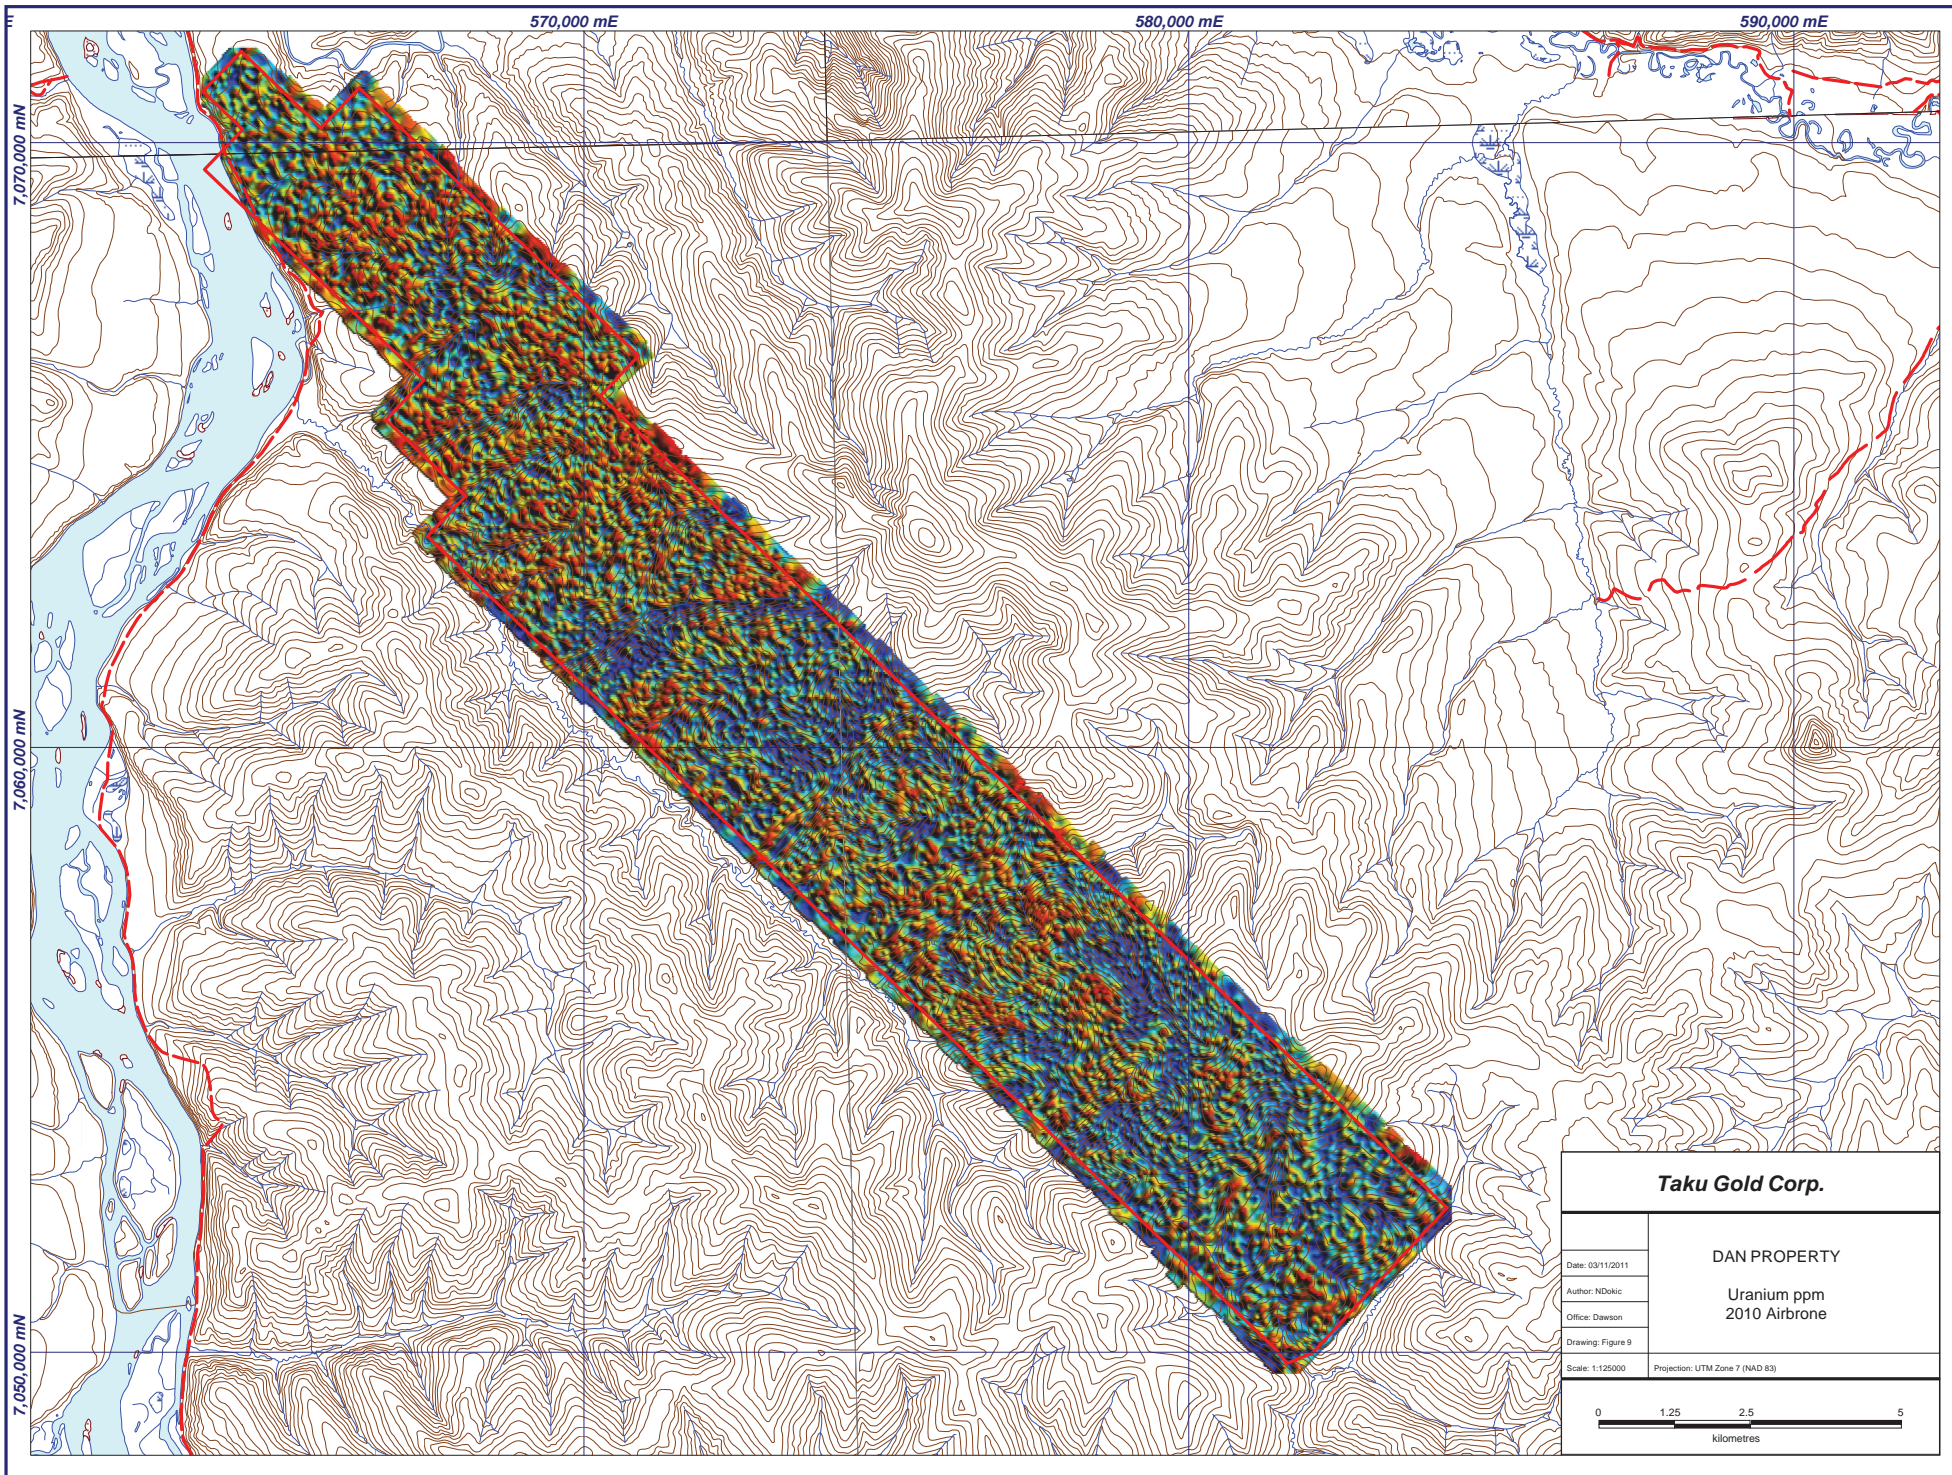 E
570,000 mE
580,000 mE
590,000 mE
7,070,000 mN
7,060,000 mN
7,050,000 mN
Taku Gold Corp.
DAN PROPERTY
Uranium ppm
2010 Airbrone
Date: 03/11/2011
Author: NDokic
Office: Dawson
Drawing: Figure 9
Scale: 1:125000
Projection: UTM Zone 7 (NAD 83)
0 1.25 2.5 5
kilometres